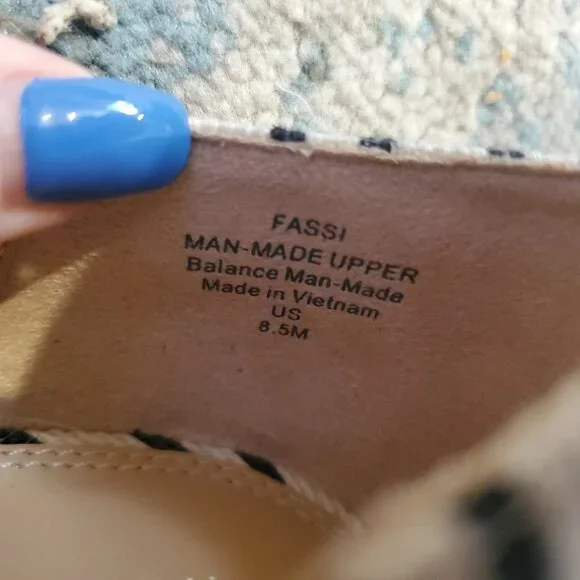 FASSI
MAN-MADE UPPER
Balance Man-Made
Made in Vietnam
US
8.5M